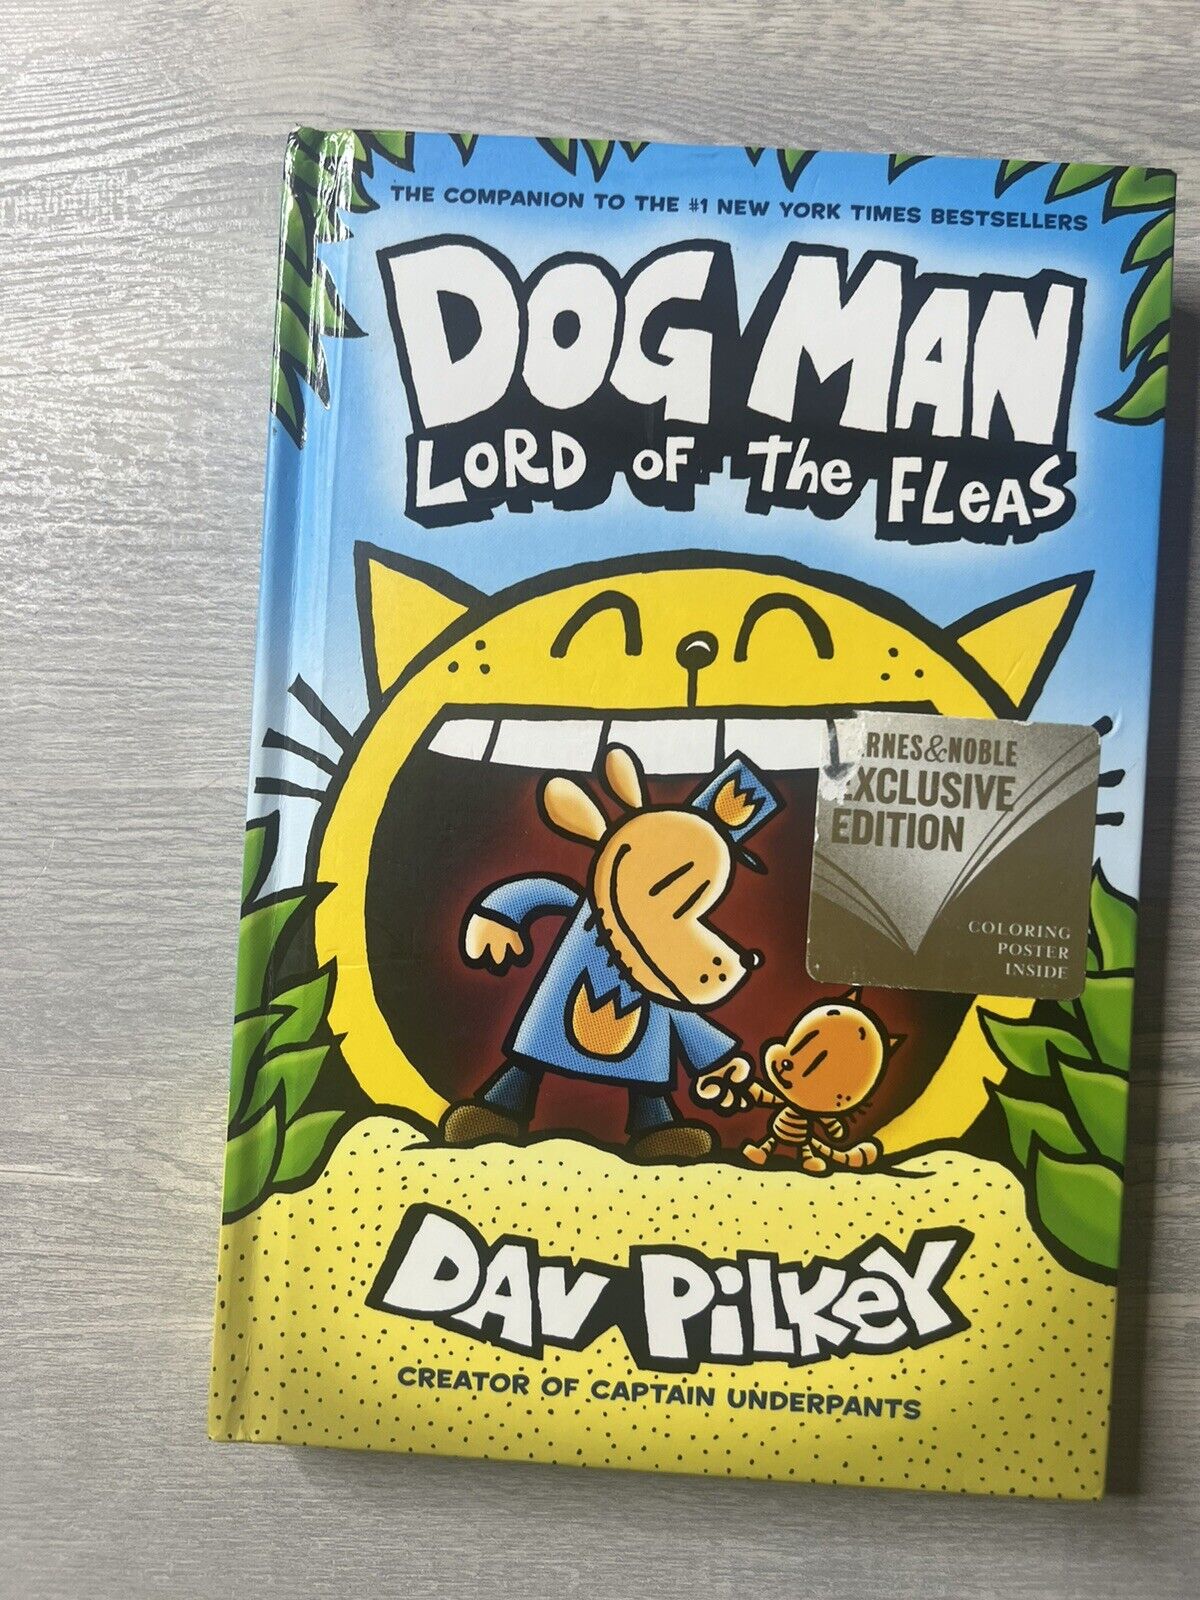 THE COMPANION TO THE #1 NEW YORK TIMES BESTSELLERS
DOG MAN
LORD OF THE FLEAS
RNES&NOBLE
EXCLUSIVE
EDITION
COLORING
POSTER
INSIDE
DAV PILKEY
CREATOR OF CAPTAIN UNDERPANTS